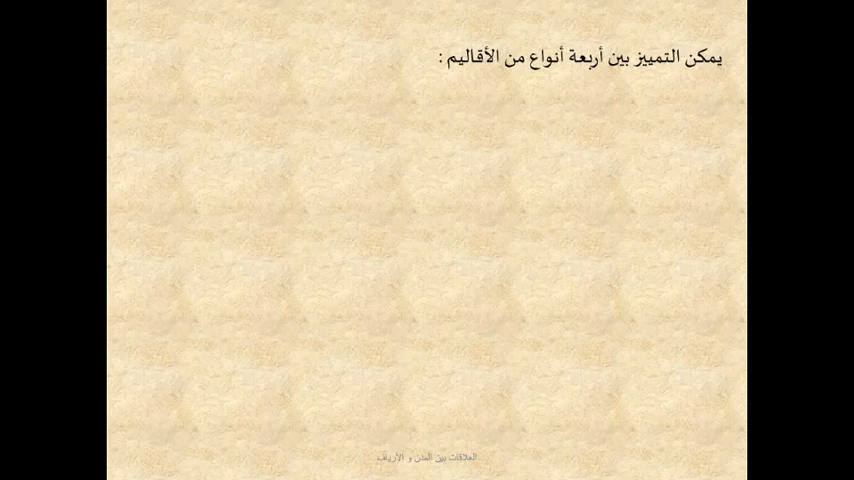 يمكن التمييز بين أربعة أنواع من الأقاليم :
العلاقات بين المدن و الأرياف